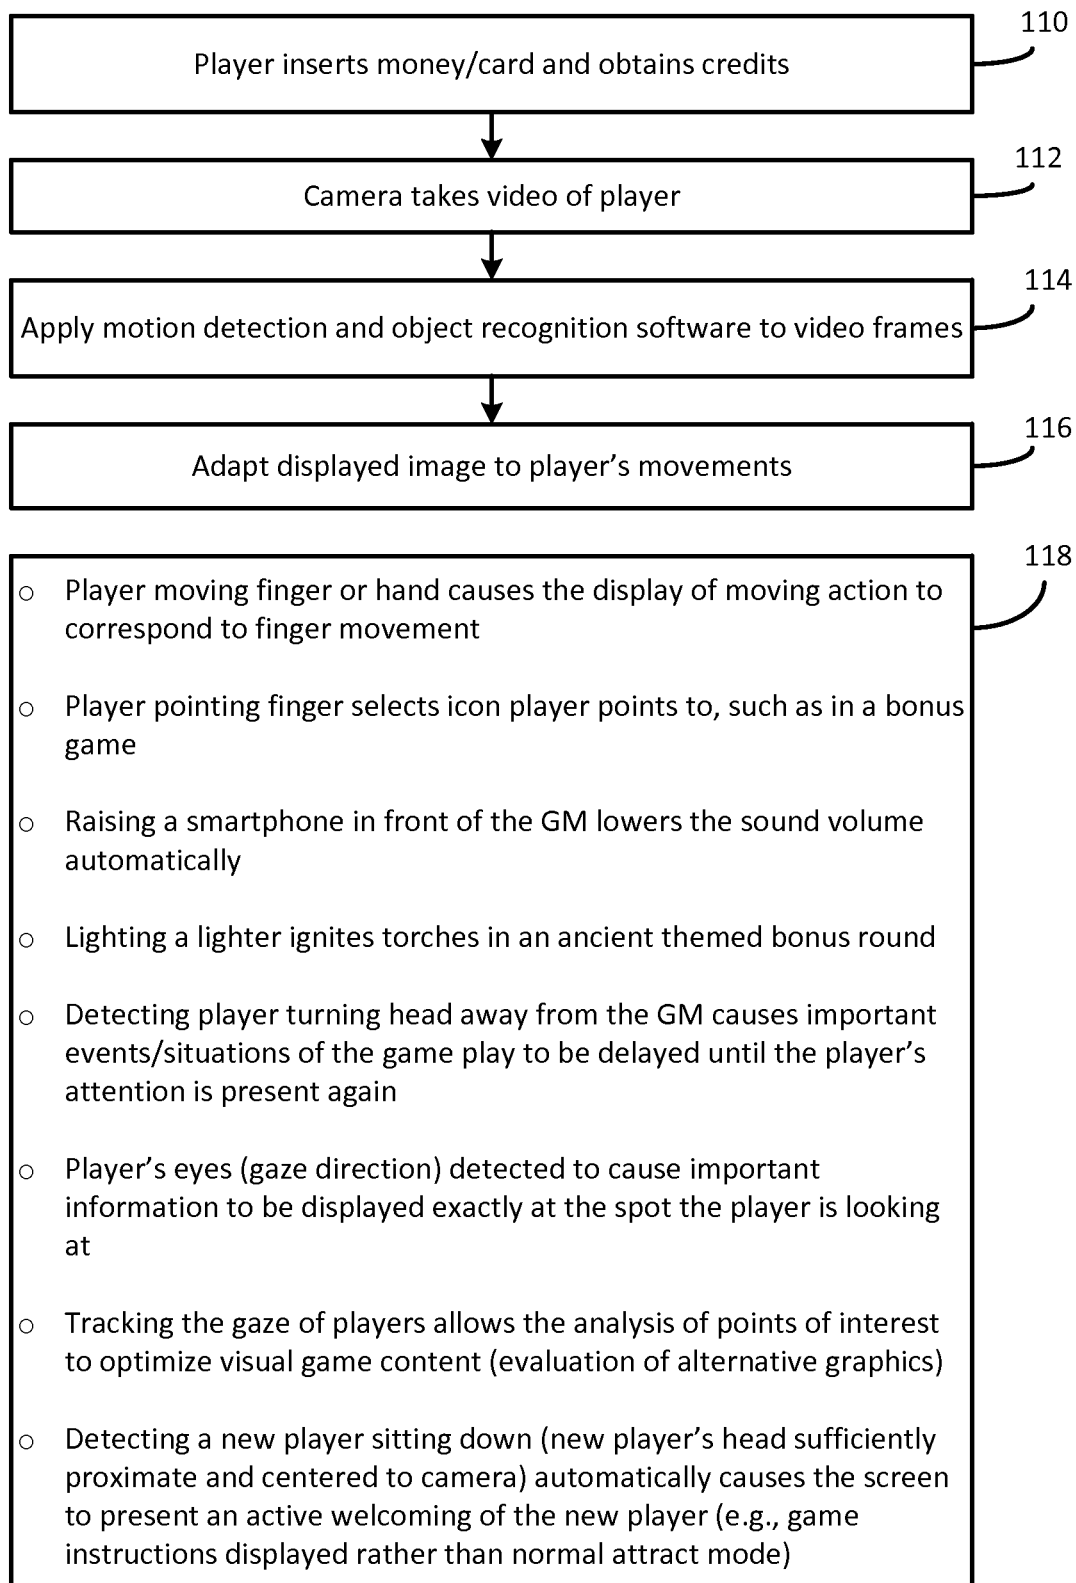 110
Player inserts money/card and obtains credits
112
Camera takes video of player
114
Apply motion detection and object recognition software to video frames
116
Adapt displayed image to player’s movements
118
○ Player moving finger or hand causes the display of moving action to
correspond to finger movement
○ Player pointing finger selects icon player points to, such as in a bonus
game
○ Raising a smartphone in front of the GM lowers the sound volume
automatically
○ Lighting a lighter ignites torches in an ancient themed bonus round
○ Detecting player turning head away from the GM causes important
events/situations of the game play to be delayed until the player’s
attention is present again
○ Player’s eyes (gaze direction) detected to cause important
information to be displayed exactly at the spot the player is looking
at
○ Tracking the gaze of players allows the analysis of points of interest
to optimize visual game content (evaluation of alternative graphics)
○ Detecting a new player sitting down (new player’s head sufficiently
proximate and centered to camera) automatically causes the screen
to present an active welcoming of the new player (e.g., game
instructions displayed rather than normal attract mode)